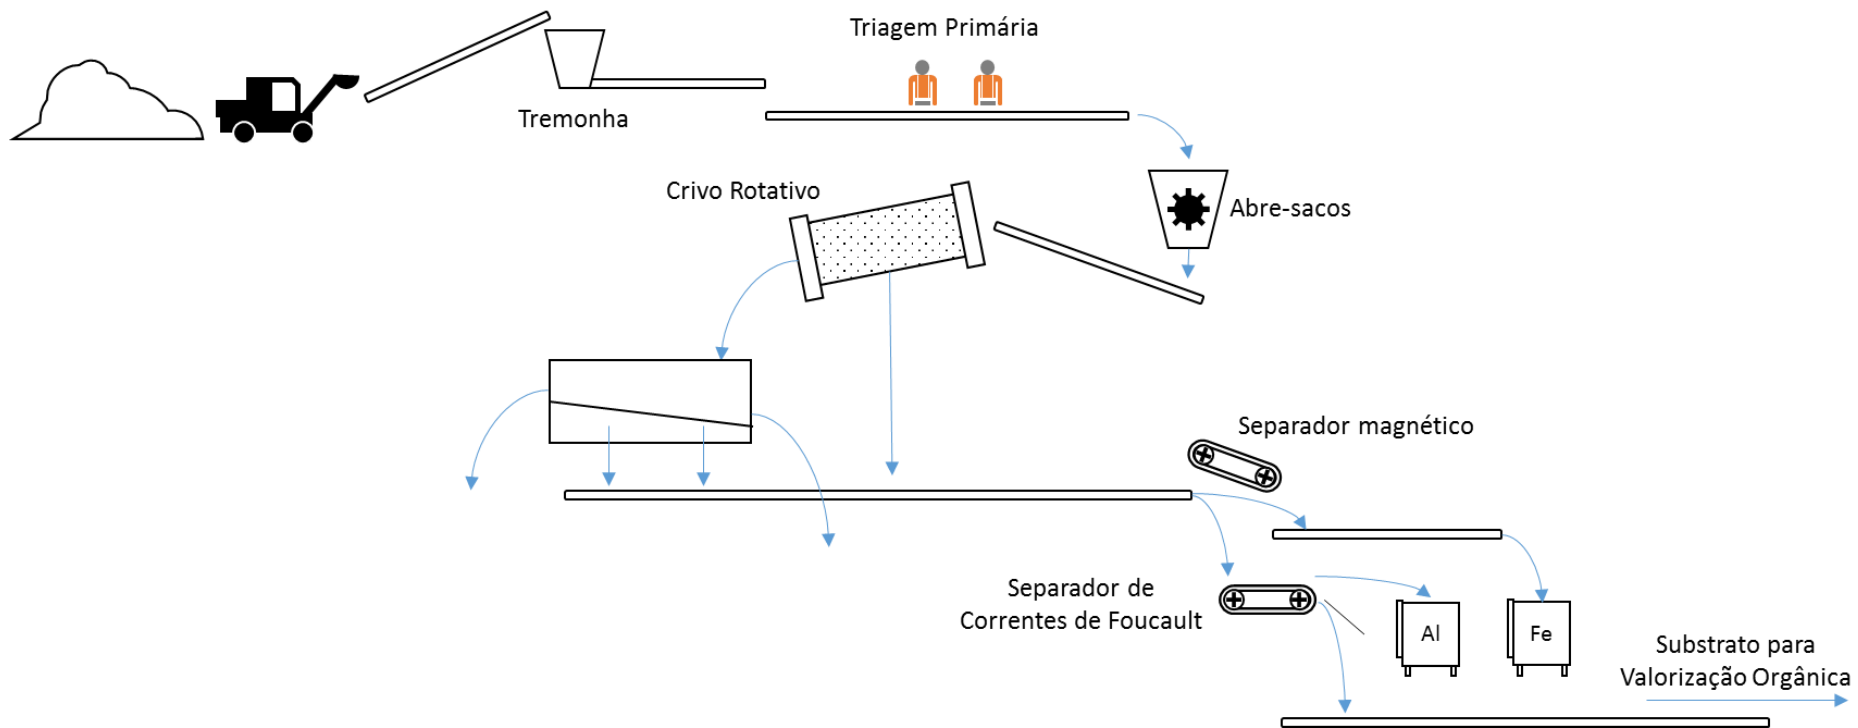 Triagem Primária
Tremonha
Crivo Rotativo
Abre-sacos
Separador magnético
Separador de
Correntes de Foucault
Al
Fe
Substrato para
Valorização Orgânica